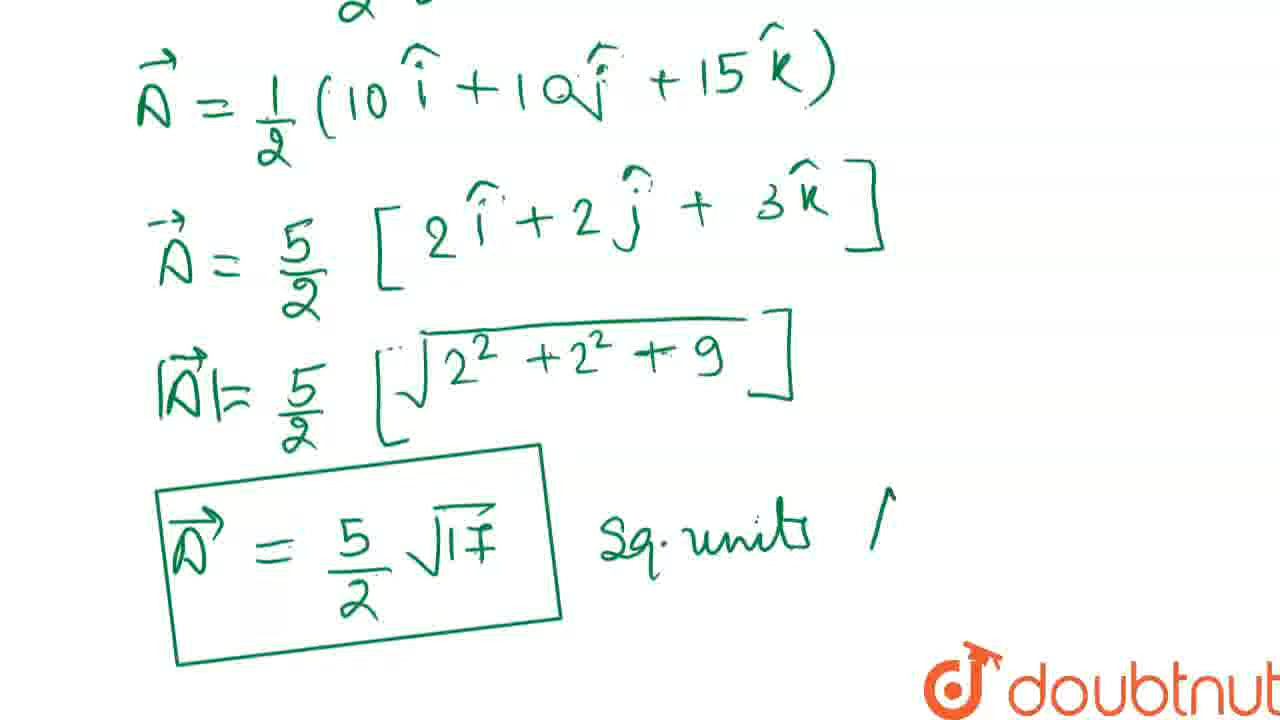 2
A⃗ = 1/2 (10 î + 10 ĵ + 15 k̂)
A⃗ = 5/2 [2 î + 2 ĵ + 3 k̂]
|A⃗| = 5/2 [√(2² + 2² + 9)]
A⃗ = 5/2 √17 Sq. units /
doubtnut